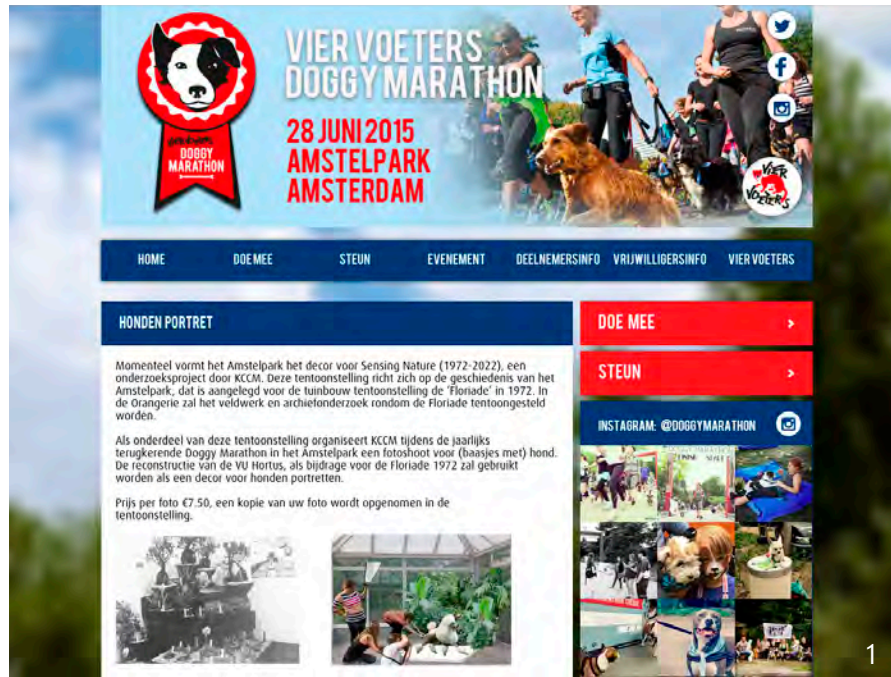 VIER VOETERS
DOGGY MARATHON
28 JUNI 2015
AMSTELPARK
AMSTERDAM
DOGGY
MARATHON
VIER
VOETERS
HOME DOE MEE STEUN EVENEMENT DEELNEMERSINFO VRIJWILLIGERSINFO VIER VOETERS
HONDEN PORTRET
Momenteel vormt het Amstelpark het decor voor Sensing Nature (1972-2022), een
onderzoeksproject door KCCM. Deze tentoonstelling richt zich op de geschiedenis van het
Amstelpark, dat is aangelegd voor de tuinbouw tentoonstelling de 'Floriade' in 1972. In
de Orangerie zal het veldwerk en archiefonderzoek rondom de Floriade tentoongesteld
worden.
Als onderdeel van deze tentoonstelling organiseert KCCM tijdens de jaarlijks
terugkerende Doggy Marathon in het Amstelpark een fotoshoot voor (baasjes met) hond.
De reconstructie van de VU Hortus, als bijdrage voor de Floriade 1972 zal gebruikt
worden als een decor voor honden portretten.
Prijs per foto €7.50, een kopie van uw foto wordt opgenomen in de
tentoonstelling.
DOE MEE >
STEUN >
INSTAGRAM: @DOGGYMARATHON
1